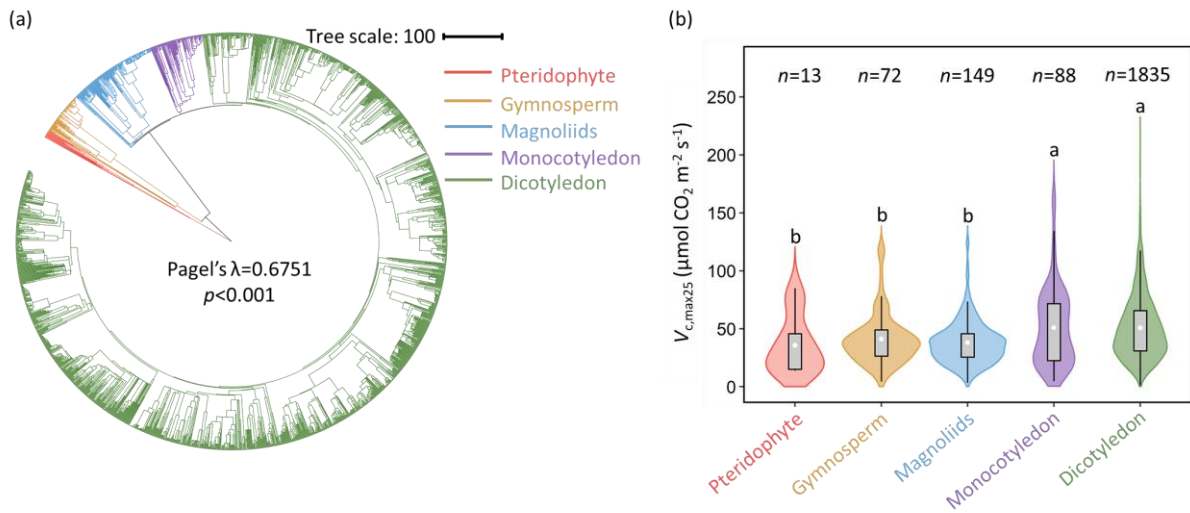 (a)
Tree scale: 100
Pteridophyte
Gymnosperm
Magnoliids
Monocotyledon
Dicotyledon
Pagel's λ=0.6751
p<0.001
(b)
n=13 n=72 n=149 n=88 n=1835
250
200
150
100
50
0
V c,max25 (μmol CO₂ m⁻² s⁻¹)
b b b a a
Pteridophyte
Gymnosperm
Magnoliids
Monocotyledon
Dicotyledon